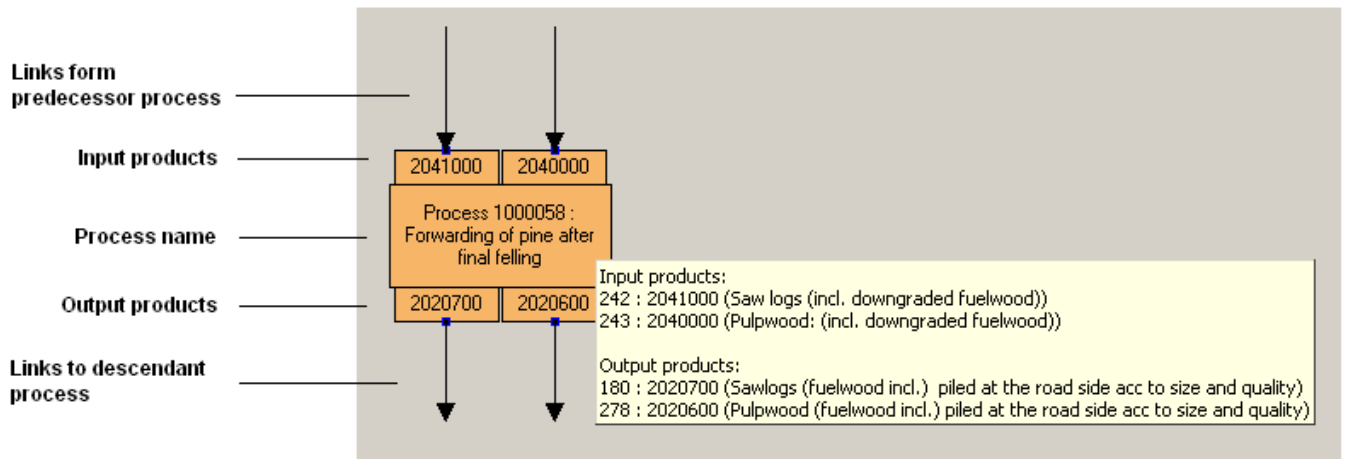 Links form
predecessor process
Input products
2041000 2040000
Process name
Process 1000058 :
Forwarding of pine after
final felling
Output products
2020700 2020600
Links to descendant
process
Input products:
242 : 2041000 (Saw logs (incl. downgraded fuelwood))
243 : 2040000 (Pulpwood: (incl. downgraded fuelwood))
Output products:
180 : 2020700 (Sawlogs (fuelwood incl.)  piled at the road side acc to size and quality)
278 : 2020600 (Pulpwood (fuelwood incl.) piled at the road side acc to size and quality)